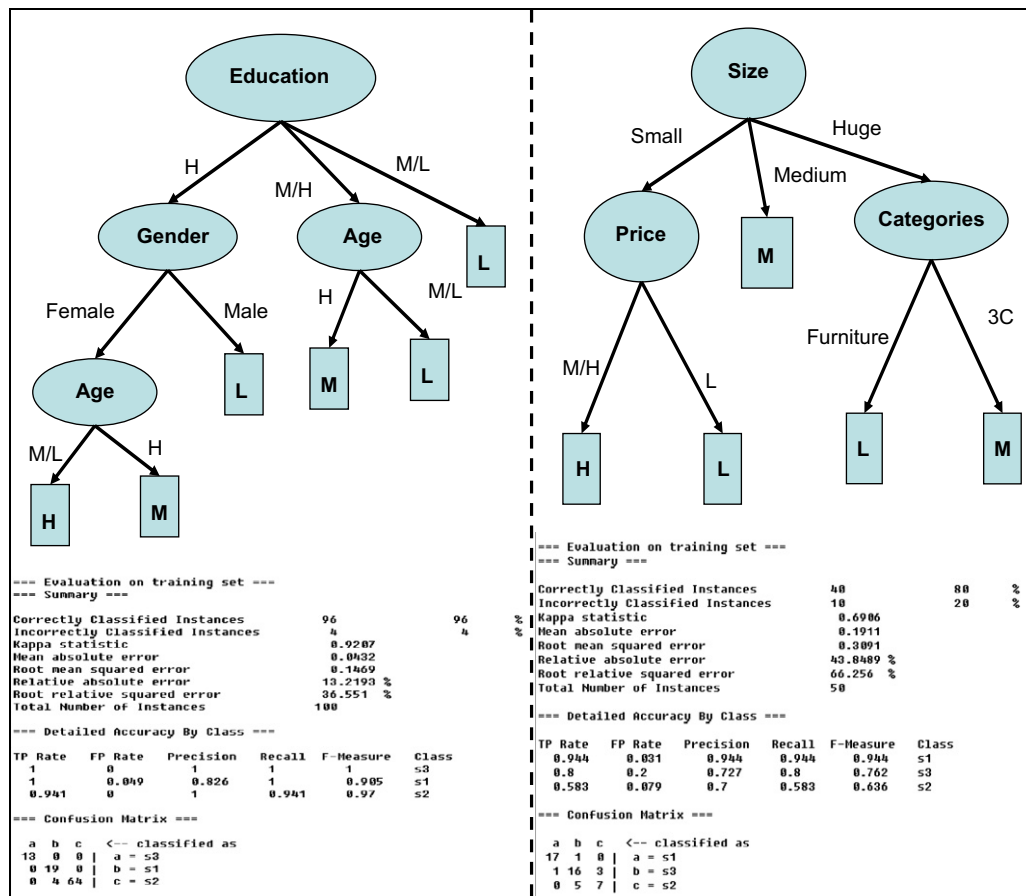 Education
H
M/H
M/L
Gender
Age
L
Female
Male
H
M/L
Age
L
M
L
M/L
H
H
M
=== Evaluation on training set ===
=== Summary ===
Correctly Classified Instances 96 96 %
Incorrectly Classified Instances 4 4 %
Kappa statistic 0.9207
Mean absolute error 0.0432
Root mean squared error 0.1469
Relative absolute error 13.2193 %
Root relative squared error 36.551 %
Total Number of Instances 100
=== Detailed Accuracy By Class ===
TP Rate FP Rate Precision Recall F-Measure Class
1 0 1 1 1 s3
1 0.049 0.826 1 0.905 s1
0.941 0 1 0.941 0.97 s2
=== Confusion Matrix ===
a b c <-- classified as
13 0 0 | a = s3
0 19 0 | b = s1
0 4 64 | c = s2
Size
Small
Medium
Huge
Price
M
Categories
M/H
L
Furniture
3C
H
L
L
M
=== Evaluation on training set ===
=== Summary ===
Correctly Classified Instances 40 80 %
Incorrectly Classified Instances 10 20 %
Kappa statistic 0.6906
Mean absolute error 0.1911
Root mean squared error 0.3091
Relative absolute error 43.8489 %
Root relative squared error 66.256 %
Total Number of Instances 50
=== Detailed Accuracy By Class ===
TP Rate FP Rate Precision Recall F-Measure Class
0.944 0.031 0.944 0.944 0.944 s1
0.8 0.2 0.727 0.8 0.762 s3
0.583 0.079 0.7 0.583 0.636 s2
=== Confusion Matrix ===
a b c <-- classified as
17 1 0 | a = s1
1 16 3 | b = s3
0 5 7 | c = s2